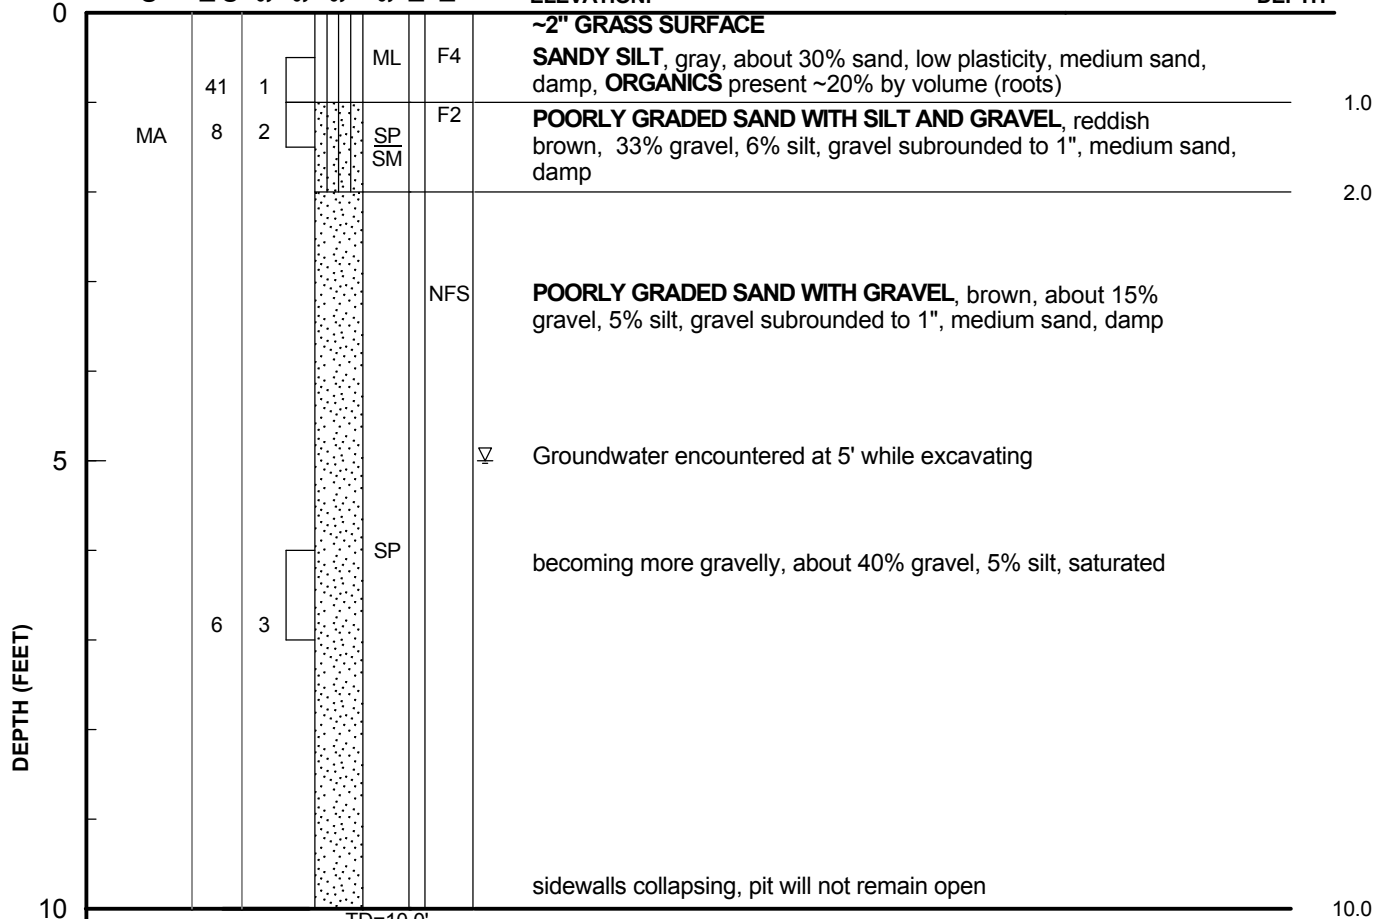 ELEVATION:
DEPTH
0
~2" GRASS SURFACE
ML
F4
SANDY SILT, gray, about 30% sand, low plasticity, medium sand,
damp, ORGANICS present ~20% by volume (roots)
41
1
1.0
F2
POORLY GRADED SAND WITH SILT AND GRAVEL, reddish
MA
8
2
SP
SM
brown, 33% gravel, 6% silt, gravel subrounded to 1", medium sand,
damp
2.0
NFS
POORLY GRADED SAND WITH GRAVEL, brown, about 15%
gravel, 5% silt, gravel subrounded to 1", medium sand, damp
5
Groundwater encountered at 5' while excavating
SP
becoming more gravelly, about 40% gravel, 5% silt, saturated
6
3
DEPTH (FEET)
sidewalls collapsing, pit will not remain open
10
10.0
TD=10.0'